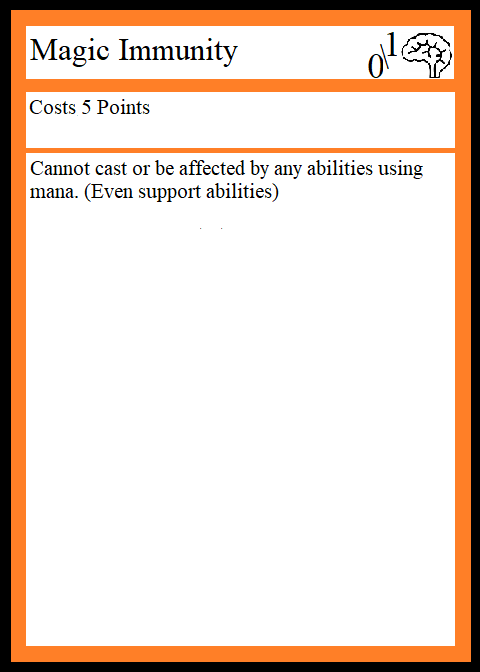 Magic Immunity 0\1
Costs 5 Points
Cannot cast or be affected by any abilities using
mana. (Even support abilities)